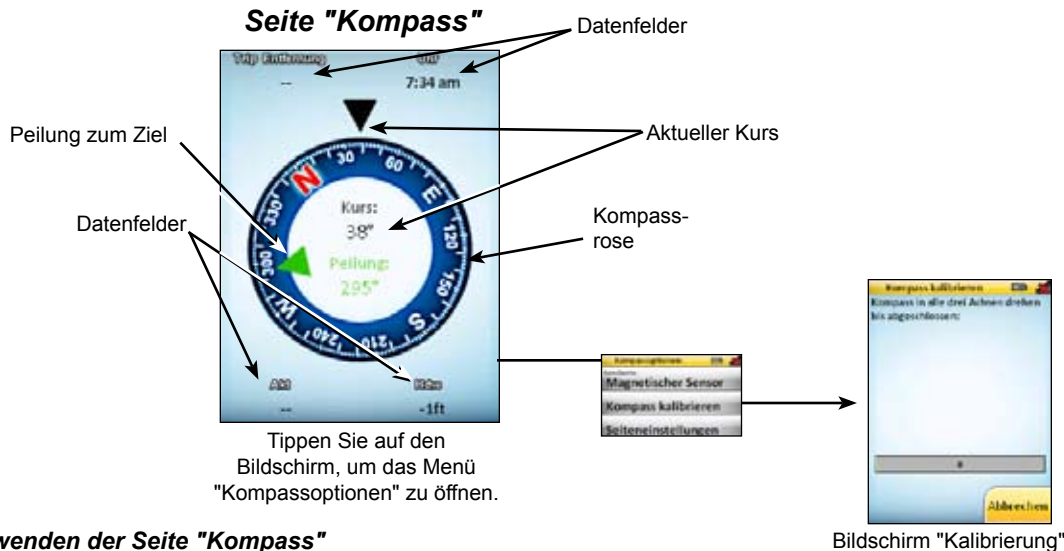 Seite "Kompass"
Datenfelder
Trip Entfernung
Uhr
--
7:34 am
Peilung zum Ziel
Aktueller Kurs
Datenfelder
Kompass-
rose
N
30
60
E
120
150
S
210
240
W
300
330
Kurs:
38°
Peilung:
295°
--
-1ft
Kompassoptionen
Magnetischer Sensor
Kompass kalibrieren
Seiteneinstellungen
Kompass kalibrieren
Kompass in alle drei Achsen drehen
bis abgeschlossen:
Abbrechen
Tippen Sie auf den
Bildschirm, um das Menü
"Kompassoptionen" zu öffnen.
wenden der Seite "Kompass"
Bildschirm "Kalibrierung"